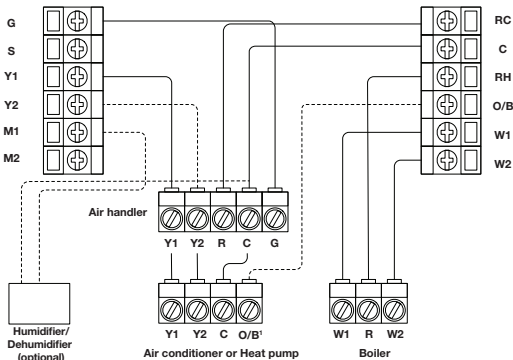 G
S
Y1
Y2
M1
M2
RC
C
RH
O/B
W1
W2
Air handler
Y1 Y2 R C G
Y1 Y2 C O/B¹
W1 R W2
Humidifier/
Dehumidifier
(optional)
Air conditioner or Heat pump
Boiler